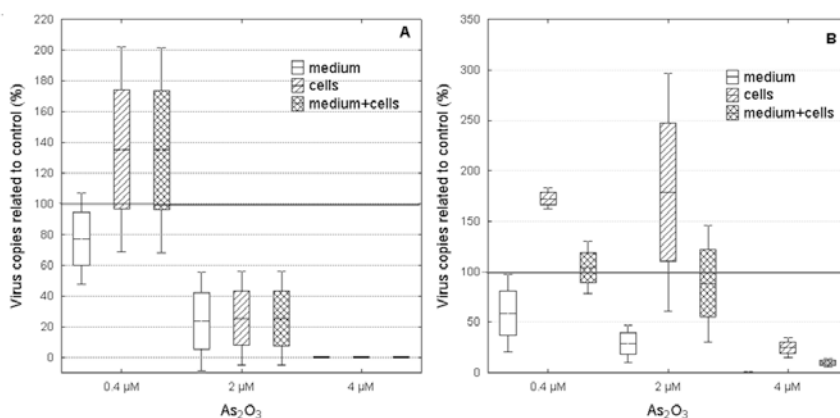 A
Virus copies related to control (%)
220
200
180
160
140
120
100
80
60
40
20
0
medium
cells
medium+cells
0.4 µM
2 µM
4 µM
As₂O₃
B
Virus copies related to control (%)
350
300
250
200
150
100
50
0
medium
cells
medium+cells
0.4 µM
2 µM
4 µM
As₂O₃